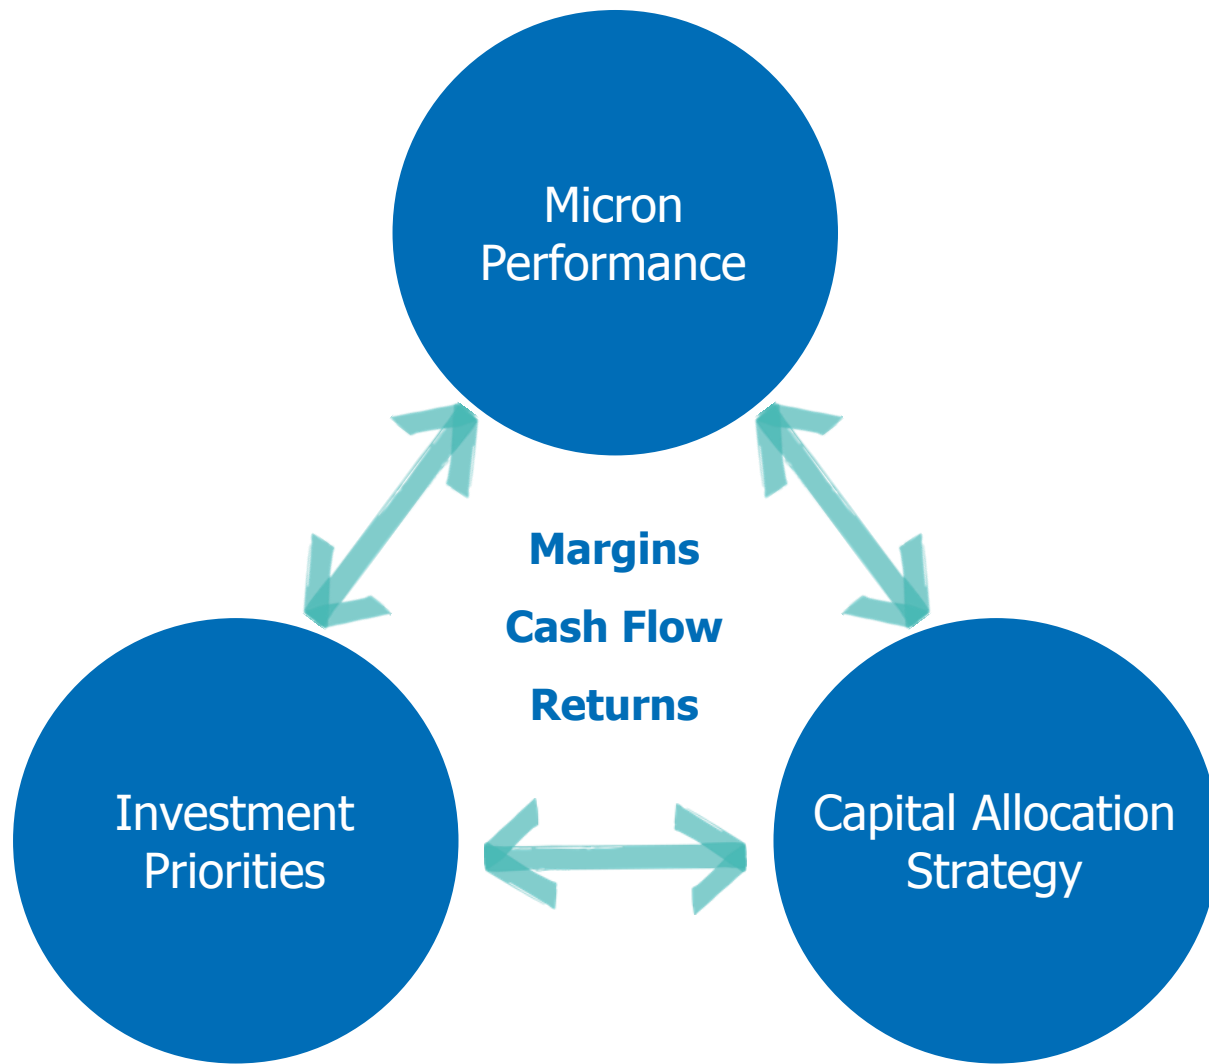 Micron
Performance
Margins
Cash Flow
Returns
Investment
Priorities
Capital Allocation
Strategy